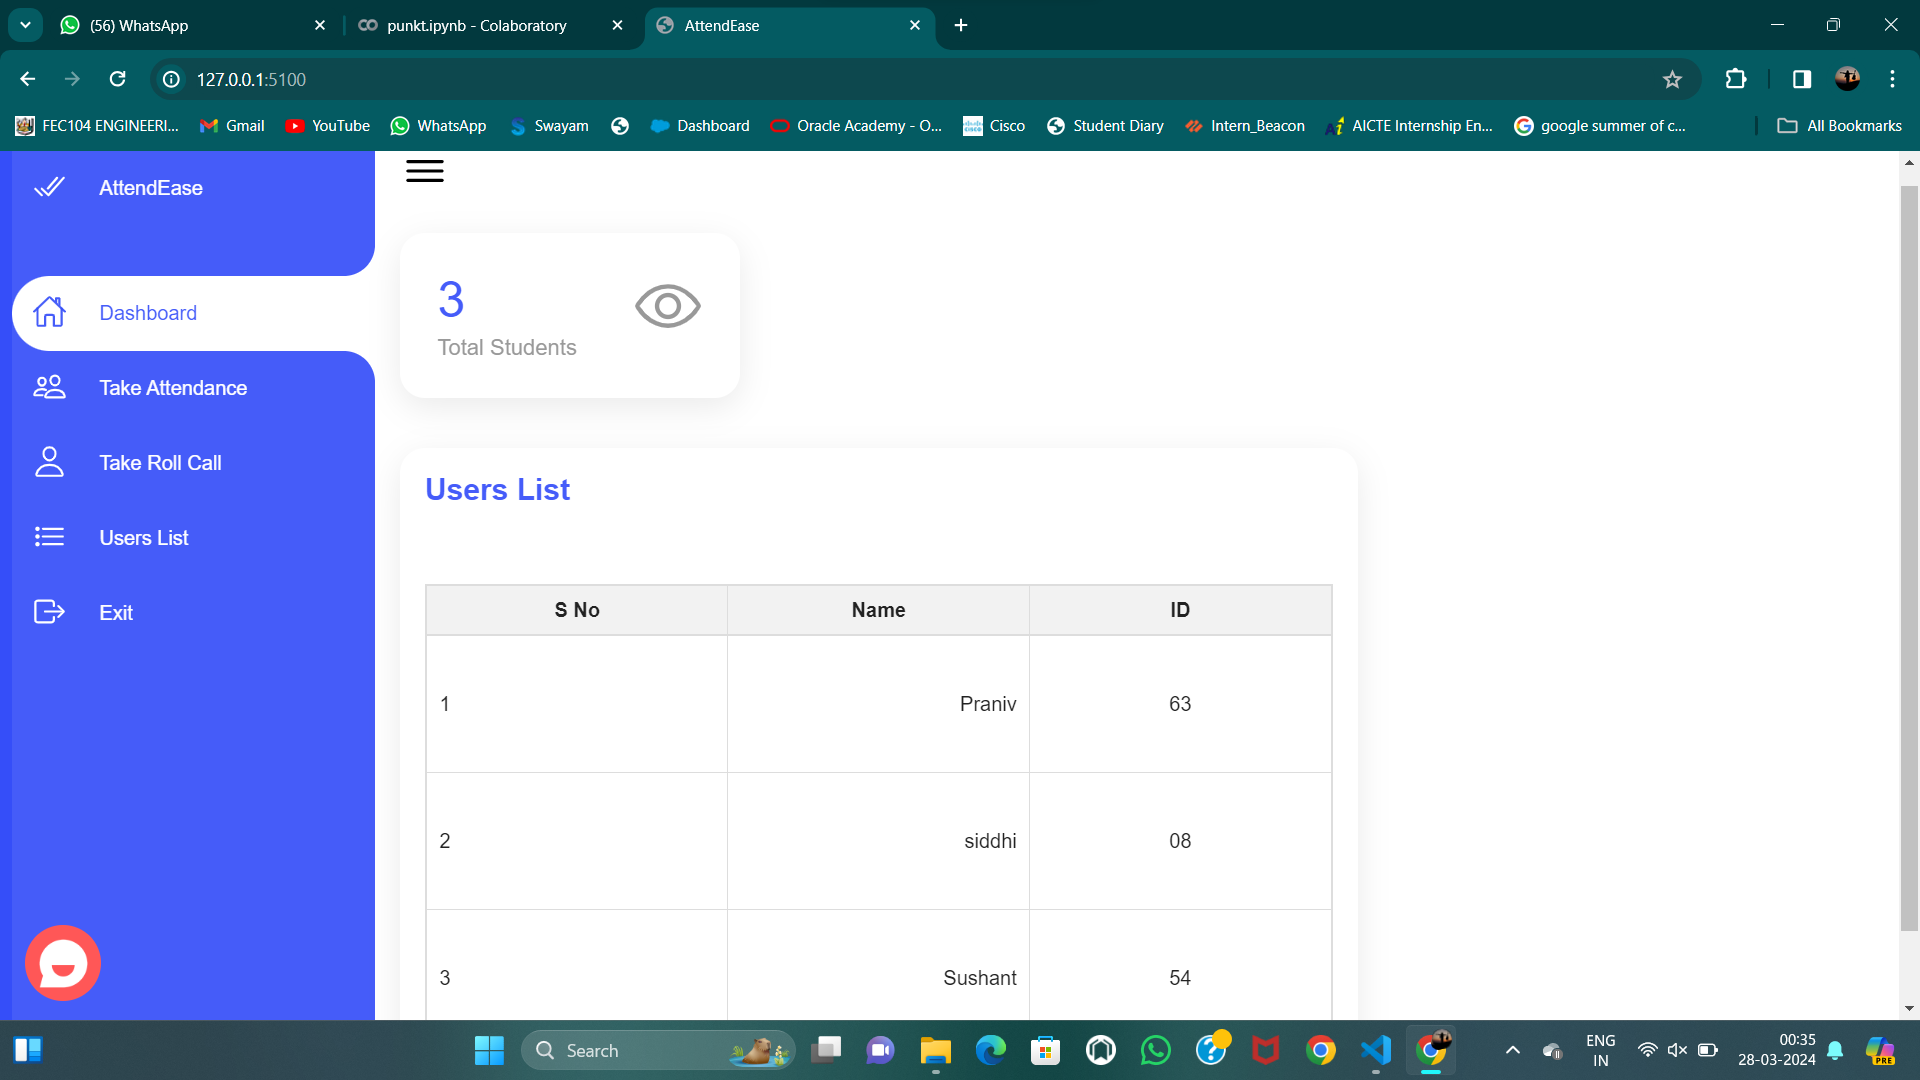 (56) WhatsApp
punkt.ipynb - Colaboratory
AttendEase
127.0.0.1:5100
FEC104 ENGINEERI...
Gmail
YouTube
WhatsApp
Swayam
Dashboard
Oracle Academy - O...
Cisco
Student Diary
Intern_Beacon
AICTE Internship En...
google summer of c...
All Bookmarks
AttendEase
Dashboard
Take Attendance
Take Roll Call
Users List
Exit
3
Total Students
Users List
S No Name ID
1 Praniv 63
2 siddhi 08
3 Sushant 54
Search
ENG
IN
00:35
28-03-2024
PRE